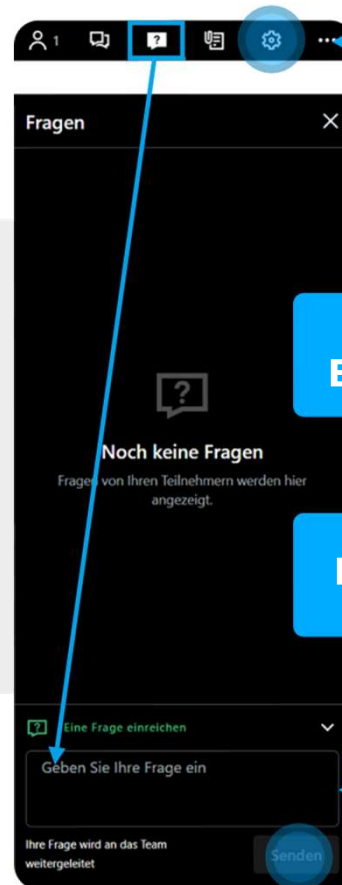 1
?
Fragen
?
Noch keine Fragen
Fragen von Ihren Teilnehmern werden hier
angezeigt.
? Eine Frage einreichen
Geben Sie Ihre Frage ein
Ihre Frage wird an das Team
weitergeleitet
Senden